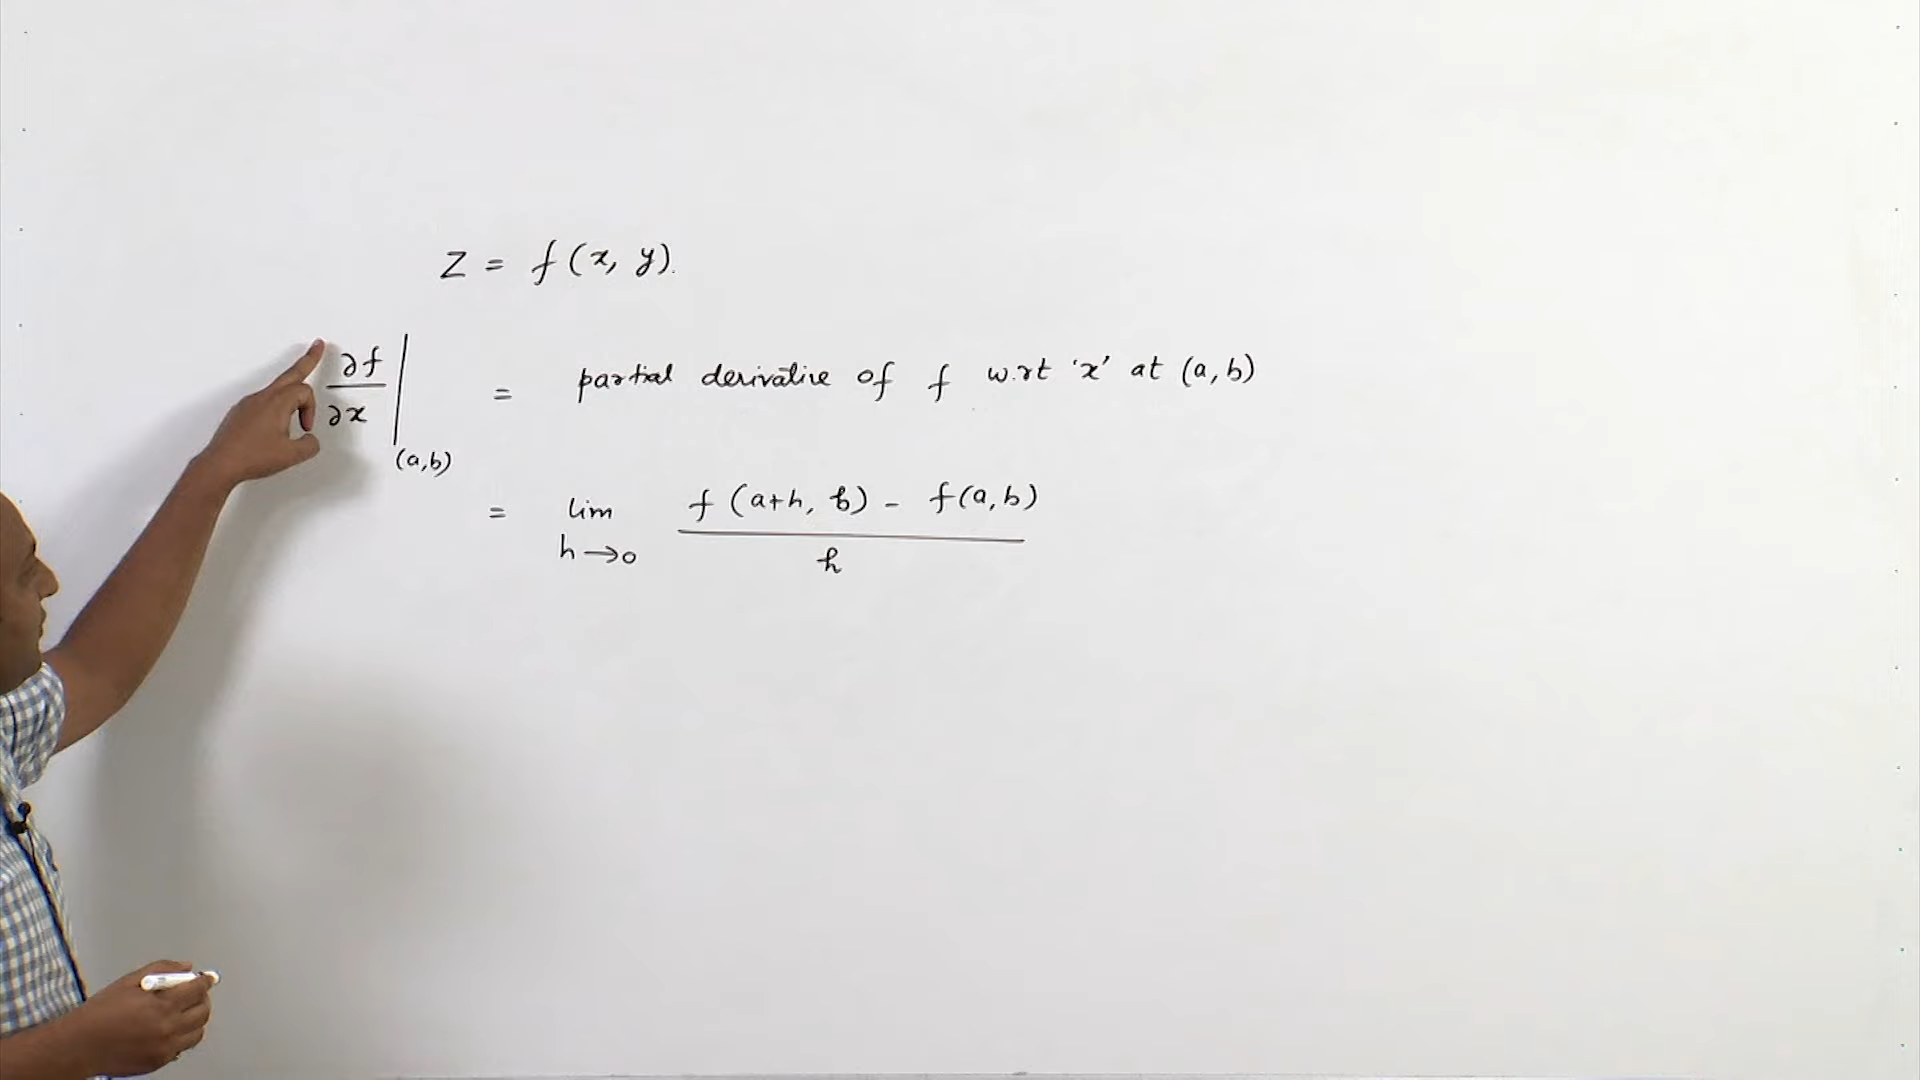 Z = f(x, y).
∂f/∂x |(a,b) = partial derivative of f w.r.t 'x' at (a, b)
= lim h→0 f(a+h, b) - f(a, b) / h